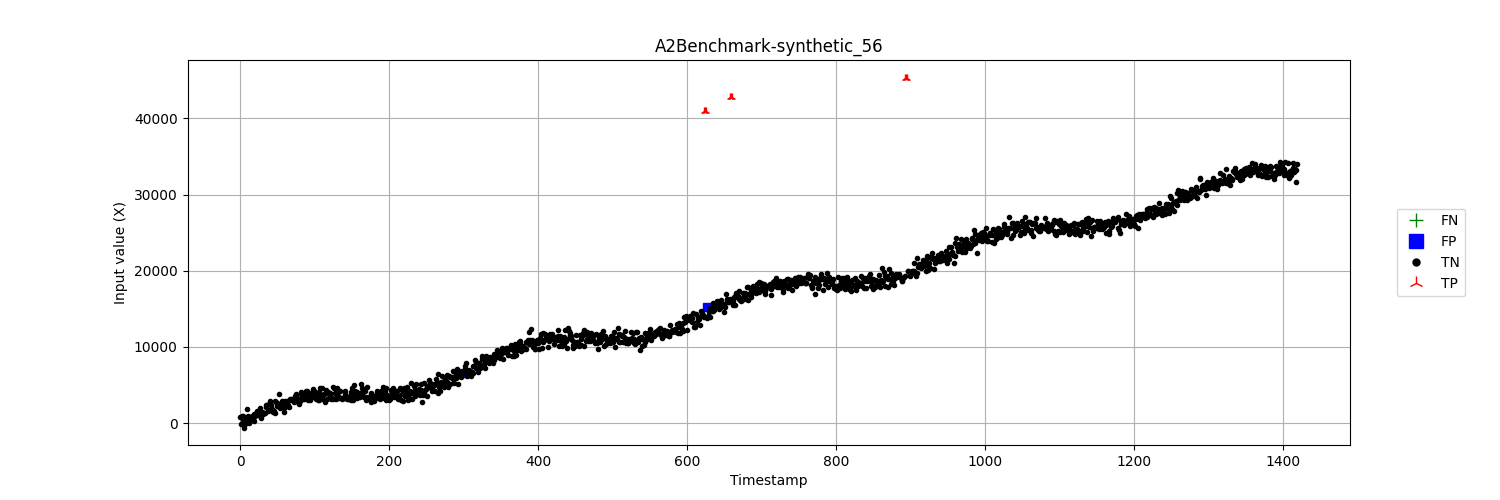 A2Benchmark-synthetic_56
Input value (X)
40000
30000
20000
10000
0
0 200 400 600 800 1000 1200 1400
Timestamp
FN
FP
TN
TP